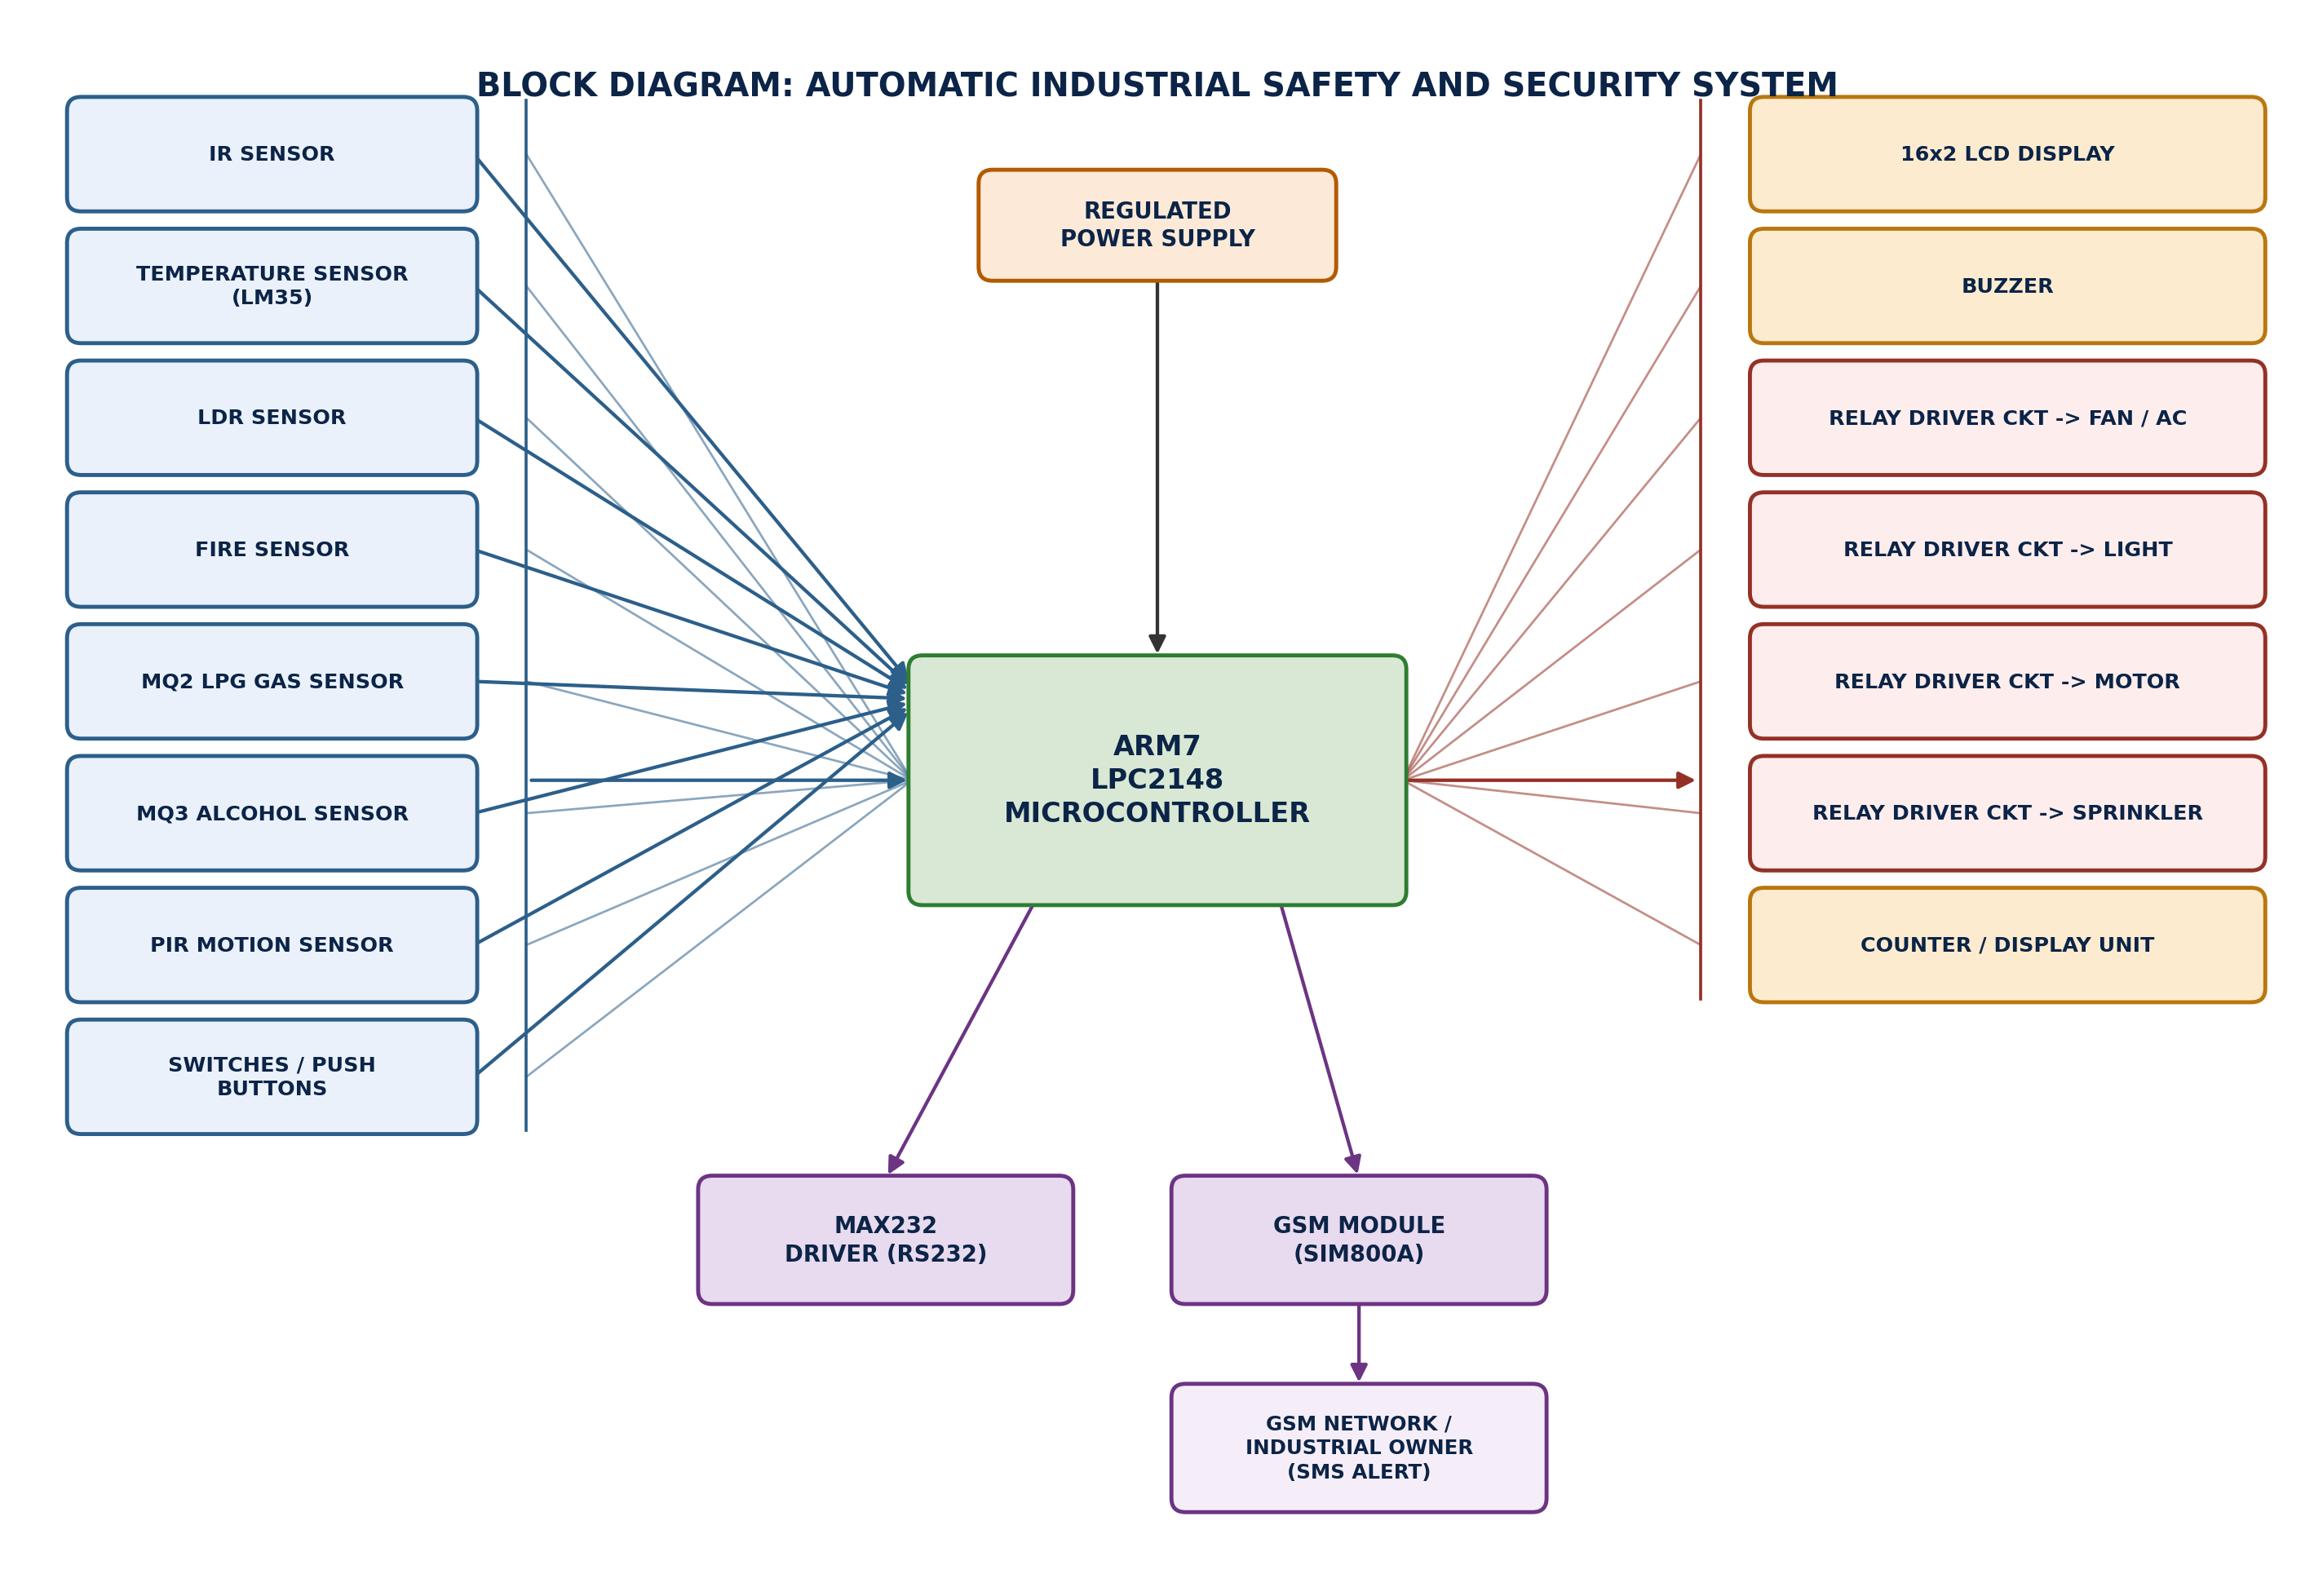 BLOCK DIAGRAM: AUTOMATIC INDUSTRIAL SAFETY AND SECURITY SYSTEM
IR SENSOR
TEMPERATURE SENSOR
(LM35)
LDR SENSOR
FIRE SENSOR
MQ2 LPG GAS SENSOR
MQ3 ALCOHOL SENSOR
PIR MOTION SENSOR
SWITCHES / PUSH
BUTTONS
REGULATED
POWER SUPPLY
ARM7
LPC2148
MICROCONTROLLER
MAX232
DRIVER (RS232)
GSM MODULE
(SIM800A)
GSM NETWORK /
INDUSTRIAL OWNER
(SMS ALERT)
16x2 LCD DISPLAY
BUZZER
RELAY DRIVER CKT -> FAN / AC
RELAY DRIVER CKT -> LIGHT
RELAY DRIVER CKT -> MOTOR
RELAY DRIVER CKT -> SPRINKLER
COUNTER / DISPLAY UNIT